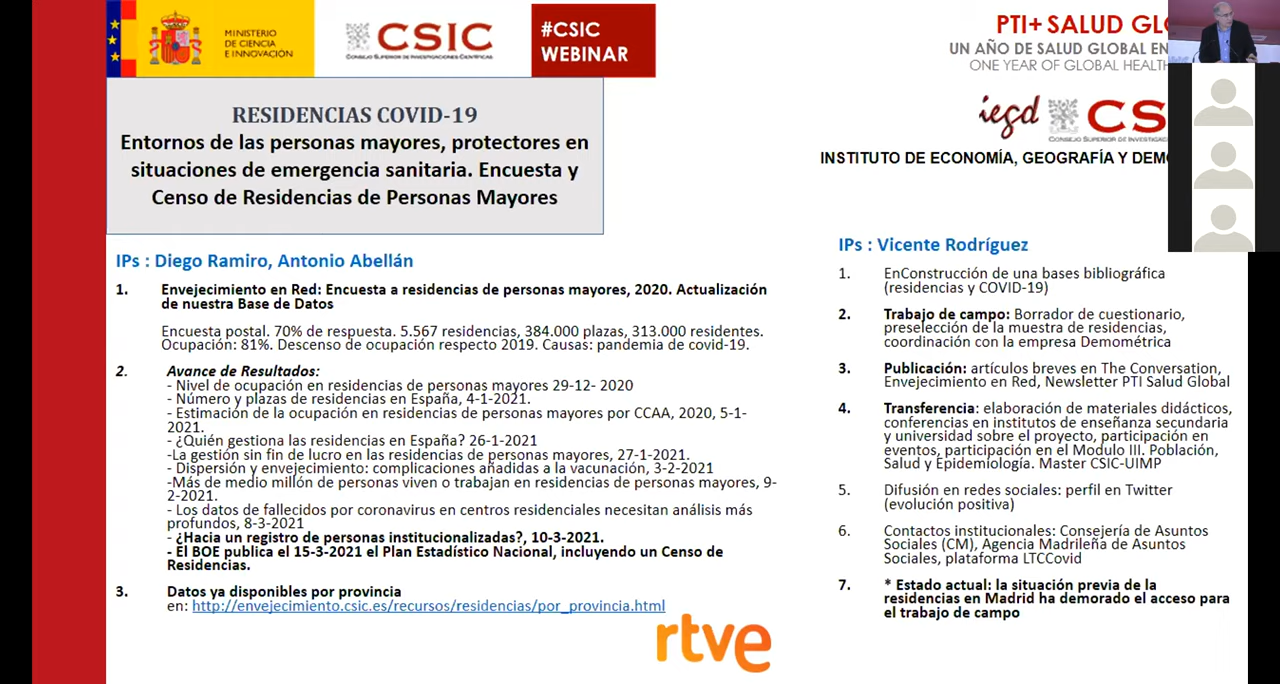 MINISTERIO
DE CIENCIA
E INNOVACIÓN
CSIC
CONSEJO SUPERIOR DE INVESTIGACIONES CIENTÍFICAS
#CSIC
WEBINAR
PTI+ SALUD GLO
UN AÑO DE SALUD GLOBAL EN
ONE YEAR OF GLOBAL HEALTH
iegd
CS
CONSEJO SUPERIOR DE INVESTIGA
INSTITUTO DE ECONOMÍA, GEOGRAFÍA Y DEMO
RESIDENCIAS COVID-19
Entornos de las personas mayores, protectores en
situaciones de emergencia sanitaria. Encuesta y
Censo de Residencias de Personas Mayores
IPs : Diego Ramiro, Antonio Abellán
1. Envejecimiento en Red: Encuesta a residencias de personas mayores, 2020. Actualización
de nuestra Base de Datos
Encuesta postal. 70% de respuesta. 5.567 residencias, 384.000 plazas, 313.000 residentes.
Ocupación: 81%. Descenso de ocupación respecto 2019. Causas: pandemia de covid-19.
2. Avance de Resultados:
- Nivel de ocupación en residencias de personas mayores 29-12- 2020
- Número y plazas de residencias en España, 4-1-2021.
- Estimación de la ocupación en residencias de personas mayores por CCAA, 2020, 5-1-
2021.
- ¿Quién gestiona las residencias en España? 26-1-2021
-La gestión sin fin de lucro en las residencias de personas mayores, 27-1-2021.
- Dispersión y envejecimiento: complicaciones añadidas a la vacunación, 3-2-2021
-Más de medio millón de personas viven o trabajan en residencias de personas mayores, 9-
2-2021.
- Los datos de fallecidos por coronavirus en centros residenciales necesitan análisis más
profundos, 8-3-2021
- ¿Hacia un registro de personas institucionalizadas?, 10-3-2021.
- El BOE publica el 15-3-2021 el Plan Estadístico Nacional, incluyendo un Censo de
Residencias.
3. Datos ya disponibles por provincia
en: http://envejecimiento.csic.es/recursos/residencias/por_provincia.html
rtve
IPs : Vicente Rodríguez
1. EnConstrucción de una bases bibliográfica
(residencias y COVID-19)
2. Trabajo de campo: Borrador de cuestionario,
preselección de la muestra de residencias,
coordinación con la empresa Demométrica
3. Publicación: artículos breves en The Conversation,
Envejecimiento en Red, Newsletter PTI Salud Global
4. Transferencia: elaboración de materiales didácticos,
conferencias en institutos de enseñanza secundaria
y universidad sobre el proyecto, participación en
eventos, participación en el Modulo III. Población,
Salud y Epidemiología. Master CSIC-UIMP
5. Difusión en redes sociales: perfil en Twitter
(evolución positiva)
6. Contactos institucionales: Consejería de Asuntos
Sociales (CM), Agencia Madrileña de Asuntos
Sociales, plataforma LTCCovid
7. * Estado actual: la situación previa de la
residencias en Madrid ha demorado el acceso para
el trabajo de campo